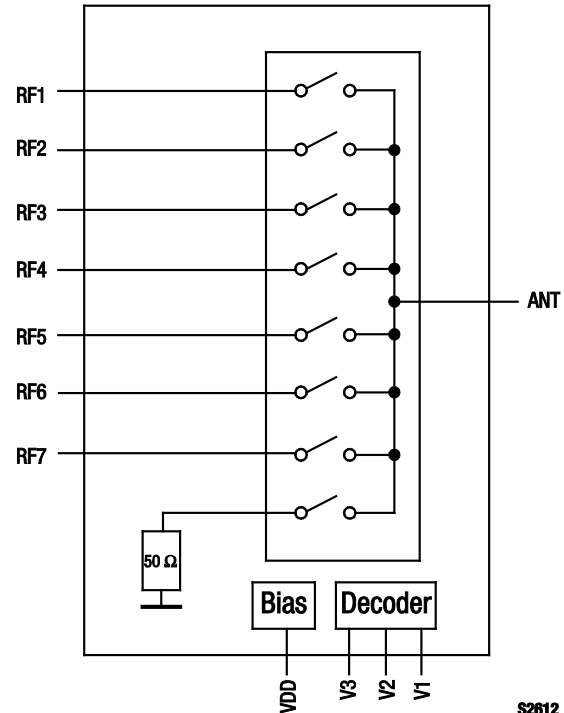 RF1
RF2
RF3
RF4
ANT
RF5
RF6
RF7
50 Ω
Bias
Decoder
VDD
V3
V2
V1
S2612